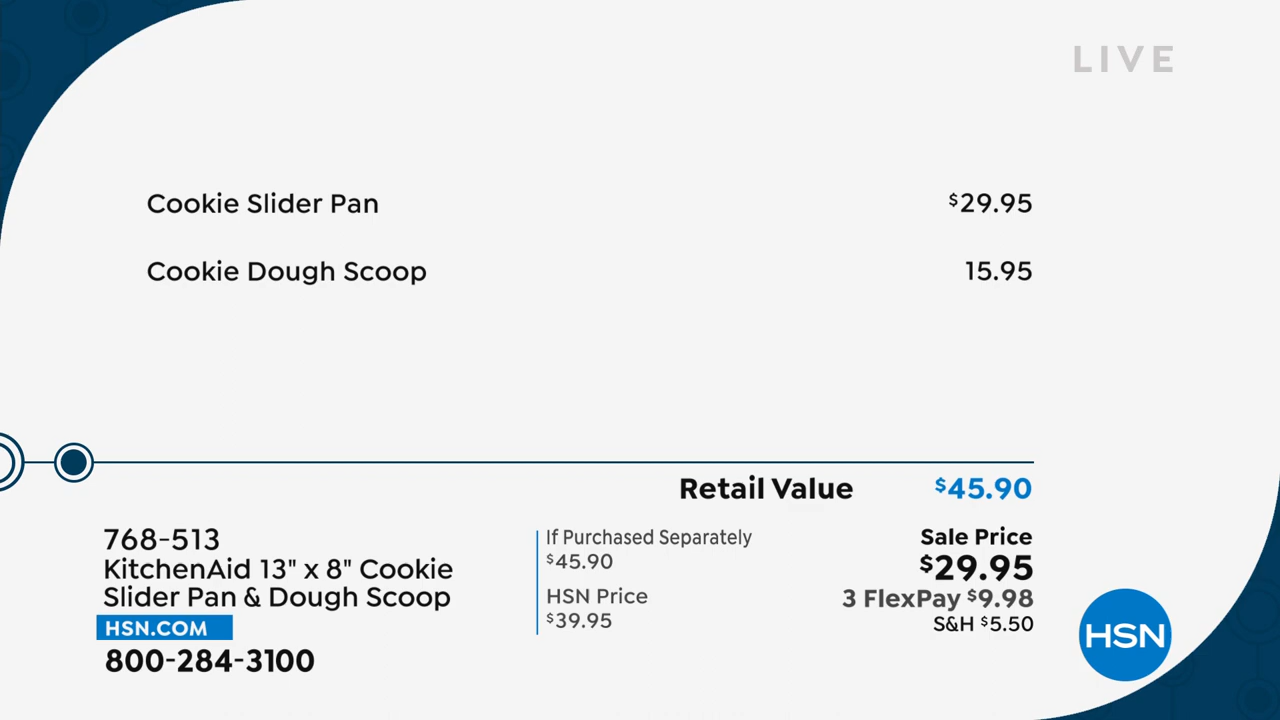 LIVE
Cookie Slider Pan $29.95
Cookie Dough Scoop 15.95
Retail Value $45.90
768-513
KitchenAid 13" x 8" Cookie
Slider Pan & Dough Scoop
HSN.COM
800-284-3100
If Purchased Separately
$45.90
HSN Price
$39.95
Sale Price
$29.95
3 FlexPay $9.98
S&H $5.50
HSN